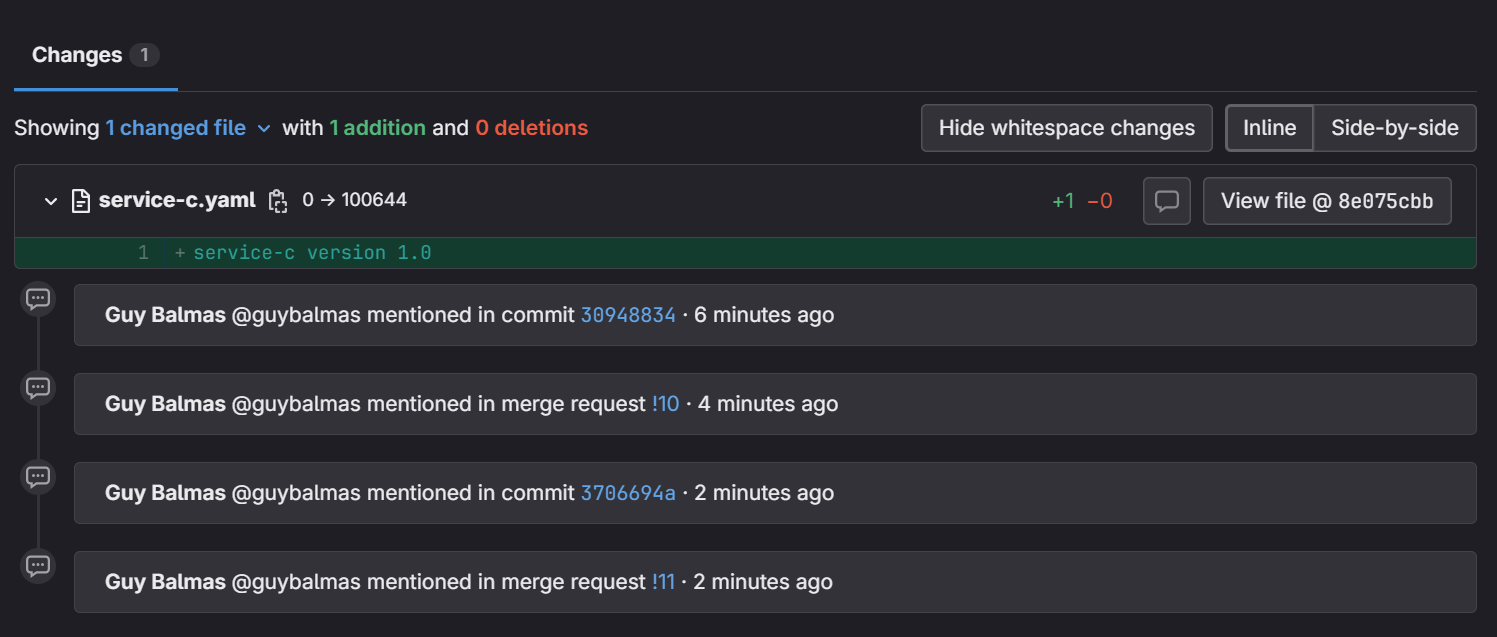 Changes 1
Showing 1 changed file with 1 addition and 0 deletions
Hide whitespace changes
Inline
Side-by-side
service-c.yaml 0 → 100644
+1 −0
View file @ 8e075cbb
1 + service-c version 1.0
Guy Balmas @guybalmas mentioned in commit 30948834 · 6 minutes ago
Guy Balmas @guybalmas mentioned in merge request !10 · 4 minutes ago
Guy Balmas @guybalmas mentioned in commit 3706694a · 2 minutes ago
Guy Balmas @guybalmas mentioned in merge request !11 · 2 minutes ago